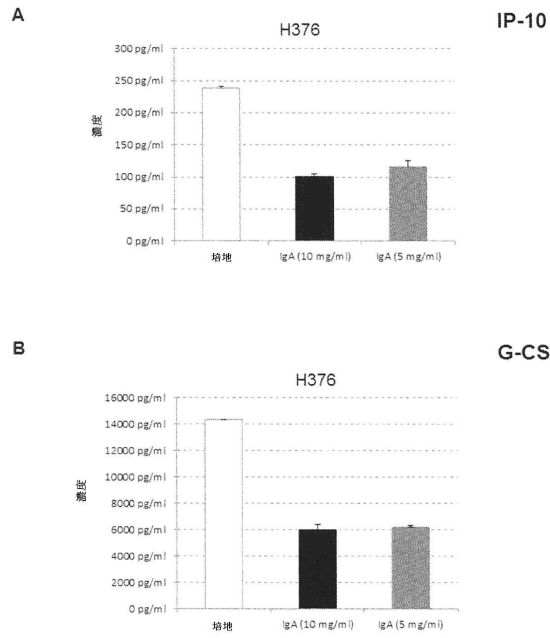 A
IP-10
H376
300 pg/ml
250 pg/ml
200 pg/ml
150 pg/ml
100 pg/ml
50 pg/ml
0 pg/ml
濃度
培地
IgA (10 mg/ml)
IgA (5 mg/ml)
B
G-CS
H376
16000 pg/ml
14000 pg/ml
12000 pg/ml
10000 pg/ml
8000 pg/ml
6000 pg/ml
4000 pg/ml
2000 pg/ml
0 pg/ml
濃度
培地
IgA (10 mg/ml)
IgA (5 mg/ml)